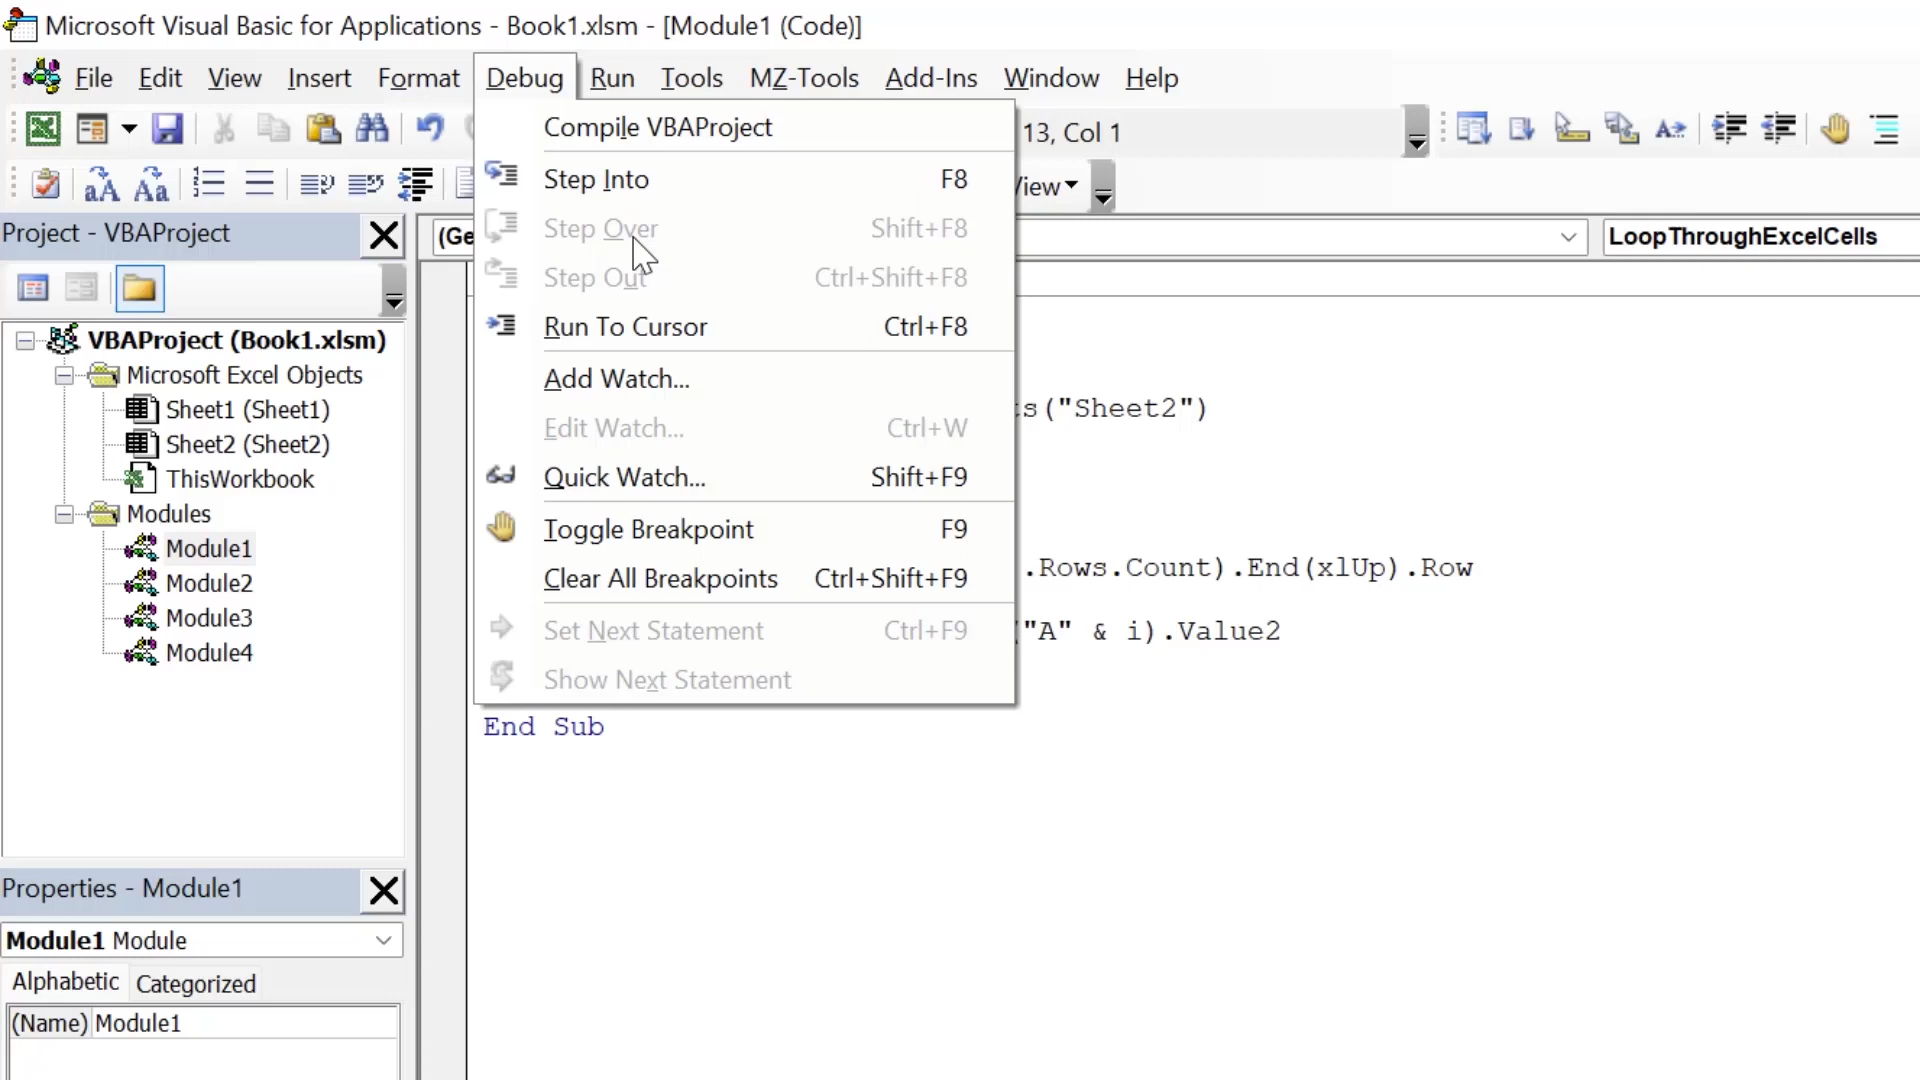 Microsoft Visual Basic for Applications - Book1.xlsm - [Module1 (Code)]
File Edit View Insert Format Debug Run Tools MZ-Tools Add-Ins Window Help
13, Col 1
View
Project - VBAProject
(Ge
LoopThroughExcelCells
Compile VBAProject
Step Into F8
Step Over Shift+F8
Step Out Ctrl+Shift+F8
Run To Cursor Ctrl+F8
Add Watch...
Edit Watch... Ctrl+W
Quick Watch... Shift+F9
Toggle Breakpoint F9
Clear All Breakpoints Ctrl+Shift+F9
Set Next Statement Ctrl+F9
Show Next Statement
VBAProject (Book1.xlsm)
Microsoft Excel Objects
Sheet1 (Sheet1)
Sheet2 (Sheet2)
ThisWorkbook
Modules
Module1
Module2
Module3
Module4
ts("Sheet2")
.Rows.Count).End(xlUp).Row
("A" & i).Value2
End Sub
Properties - Module1
Module1 Module
Alphabetic Categorized
(Name) Module1